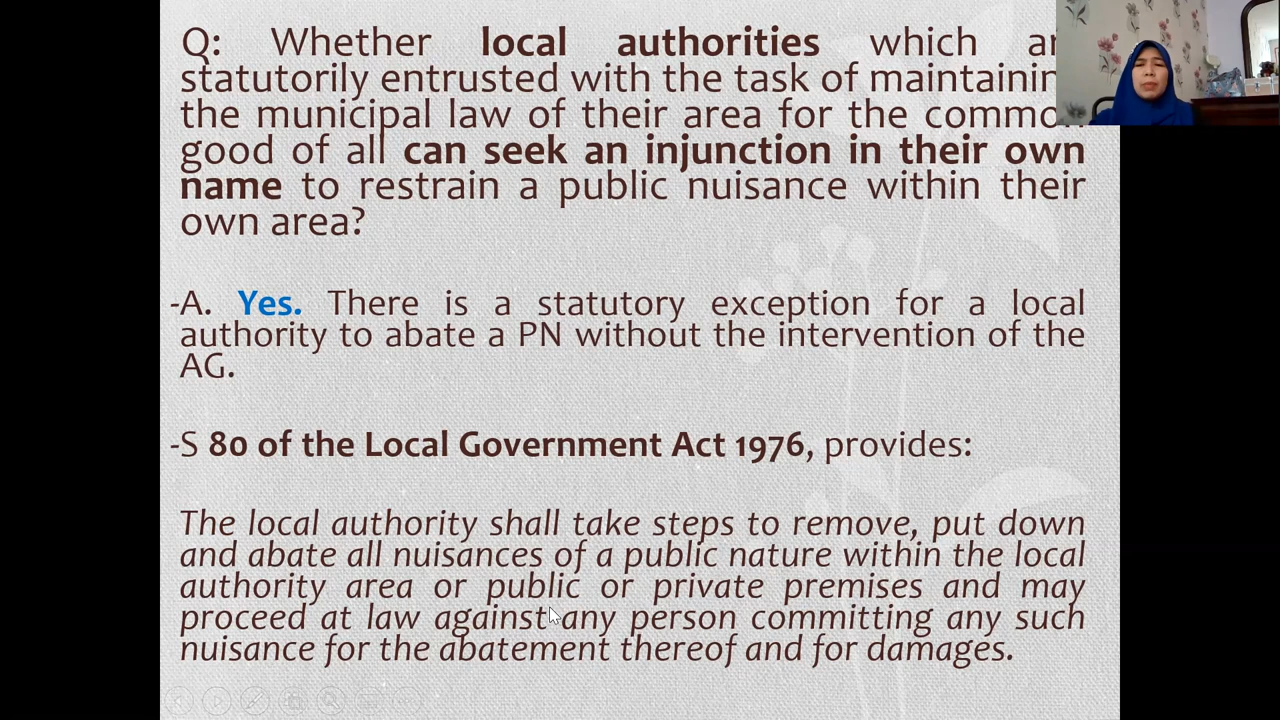 Q: Whether local authorities which ar
statutorily entrusted with the task of maintainin
the municipal law of their area for the common
good of all can seek an injunction in their own
name to restrain a public nuisance within their
own area?
-A. Yes. There is a statutory exception for a local
authority to abate a PN without the intervention of the
AG.
-S 80 of the Local Government Act 1976, provides:
The local authority shall take steps to remove, put down
and abate all nuisances of a public nature within the local
authority area or public or private premises and may
proceed at law against any person committing any such
nuisance for the abatement thereof and for damages.